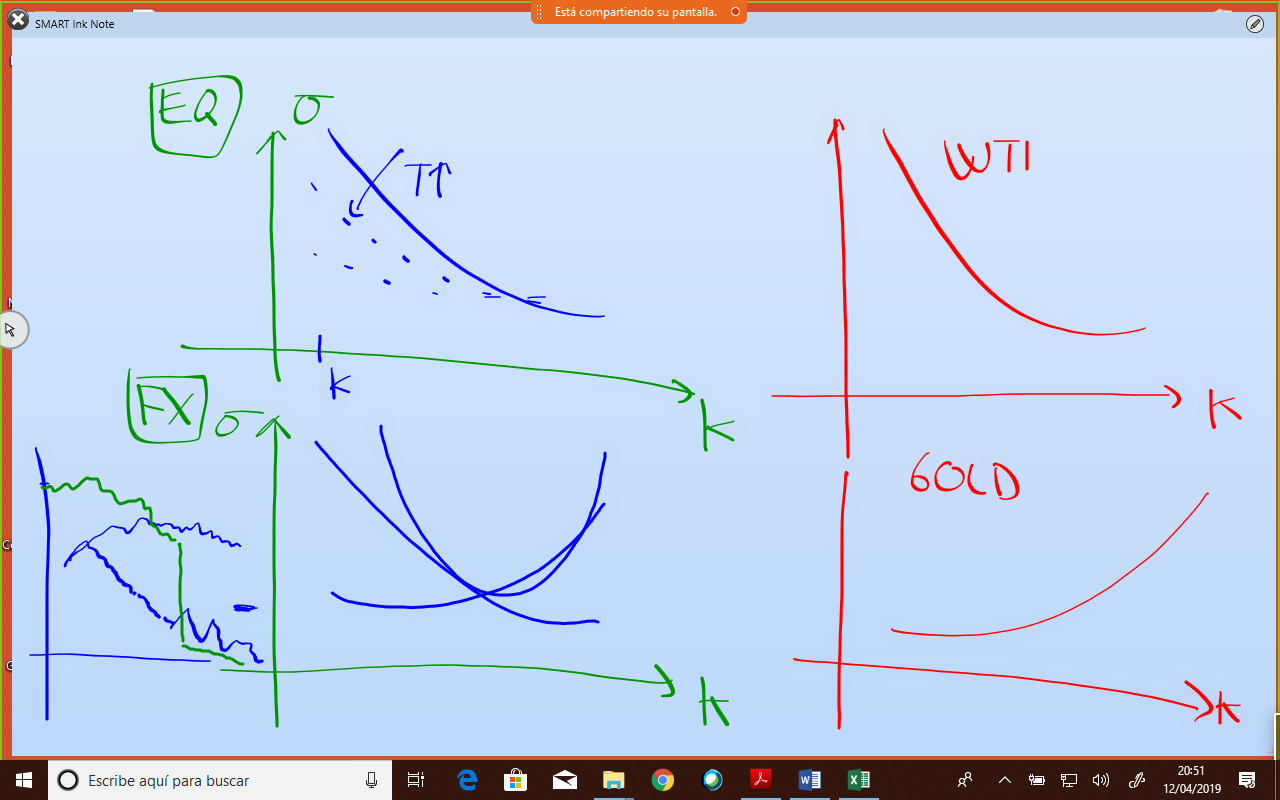 Está compartiendo su pantalla.
SMART Ink Note
EQ
σ
T↑
K
K
FX
σ
K
WTI
K
GOLD
K
Escribe aquí para buscar
20:51
12/04/2019